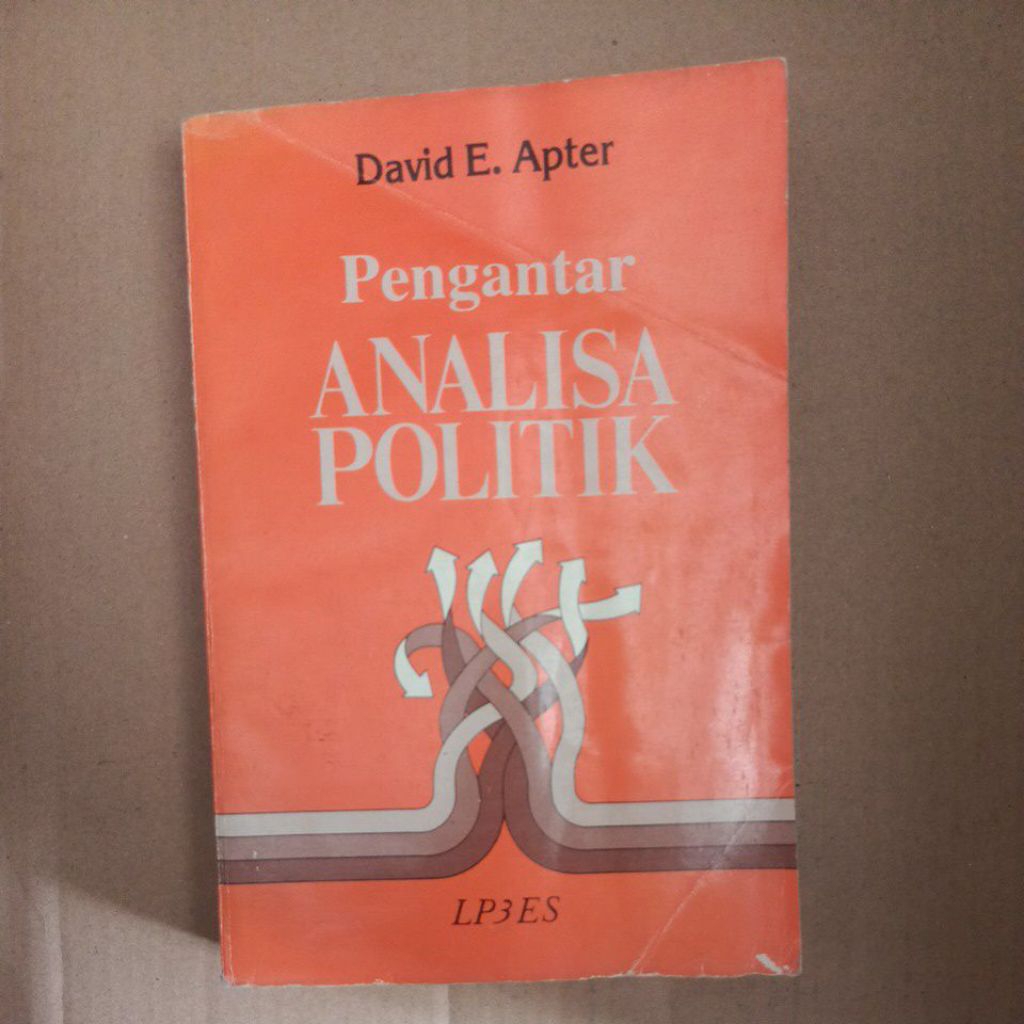 David E. Apter
Pengantar
ANALISA
POLITIK
LP3ES